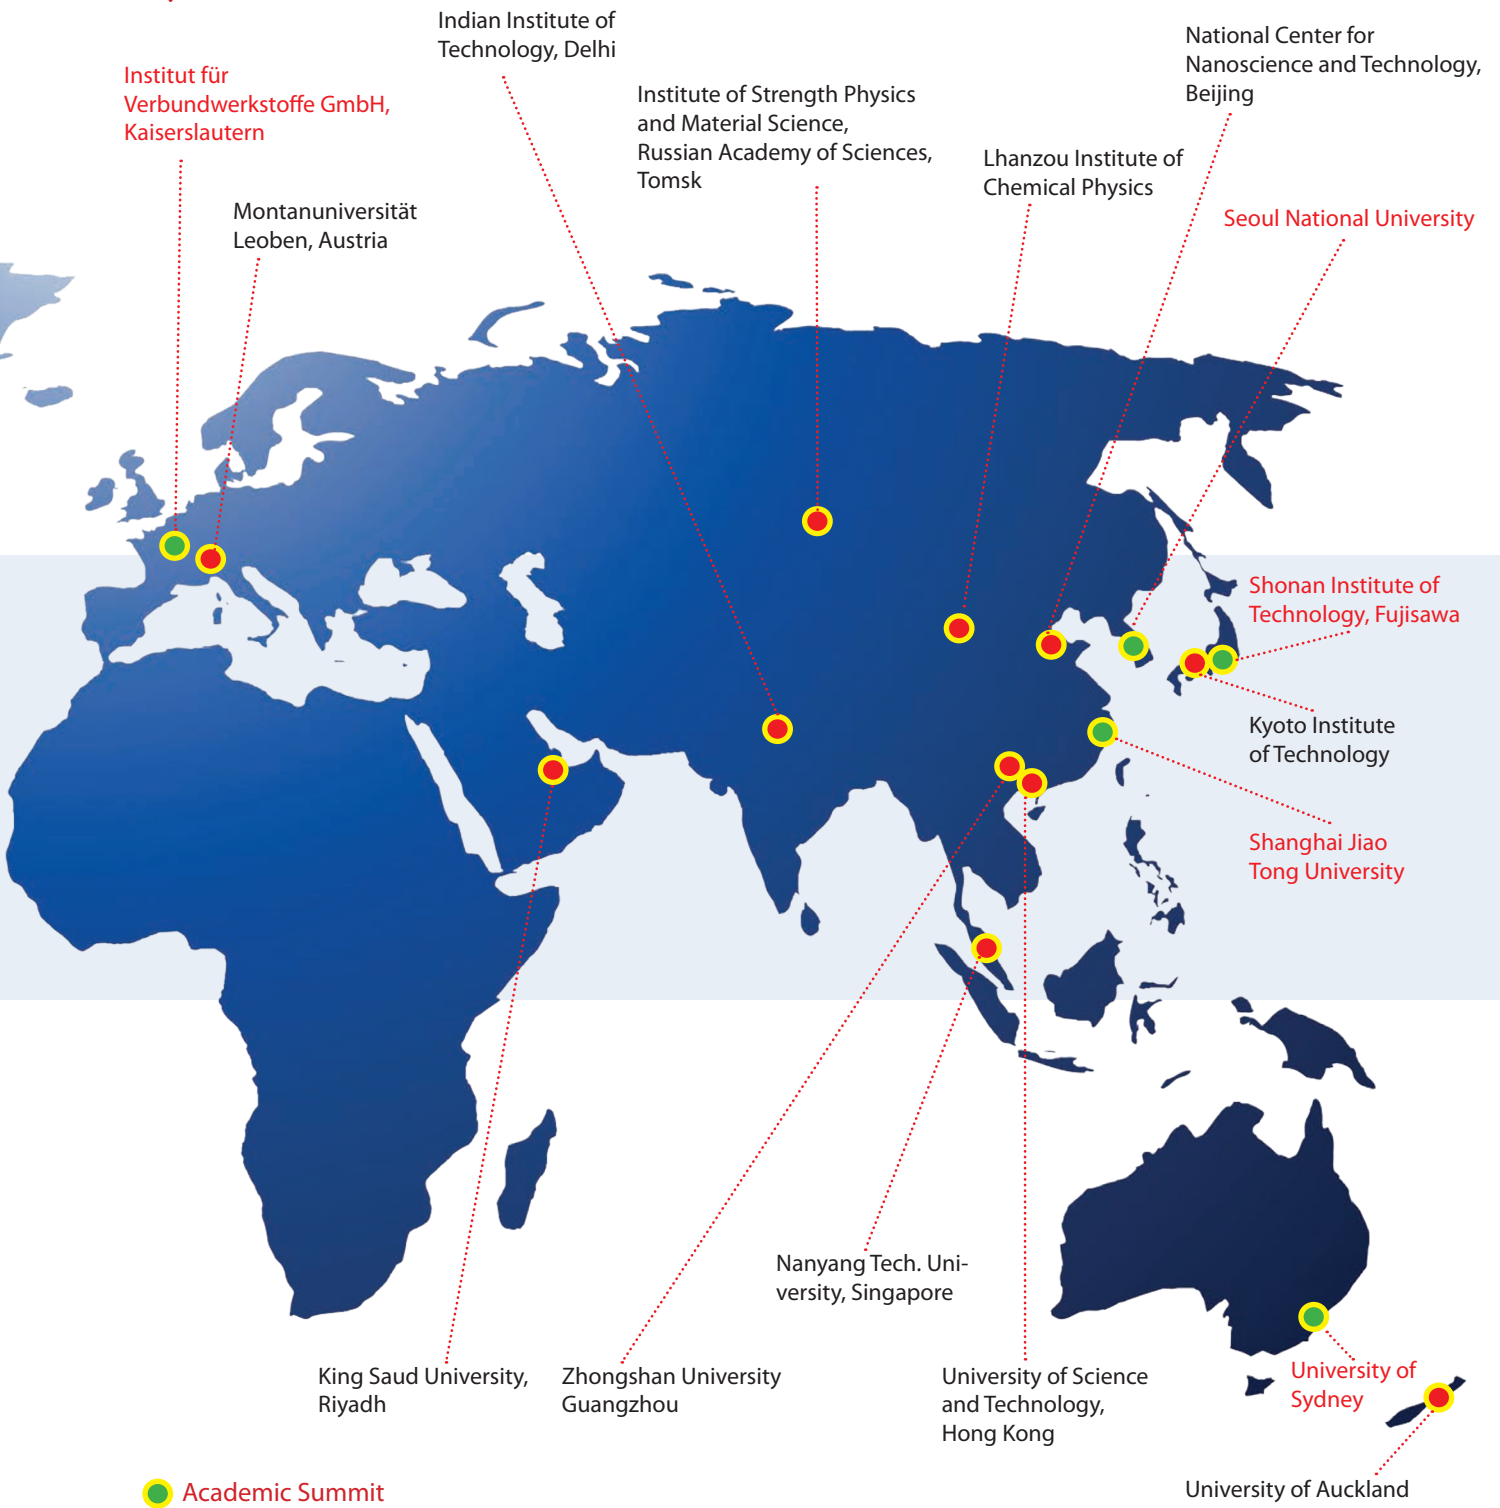 Indian Institute of
Technology, Delhi
National Center for
Nanoscience and Technology,
Beijing
Institut für
Verbundwerkstoffe GmbH,
Kaiserslautern
Institute of Strength Physics
and Material Science,
Russian Academy of Sciences,
Tomsk
Lhanzou Institute of
Chemical Physics
Montanuniversität
Leoben, Austria
Seoul National University
Shonan Institute of
Technology, Fujisawa
Kyoto Institute
of Technology
Shanghai Jiao
Tong University
Nanyang Tech. Uni-
versity, Singapore
King Saud University,
Riyadh
Zhongshan University
Guangzhou
University of Science
and Technology,
Hong Kong
University of
Sydney
University of Auckland
Academic Summit